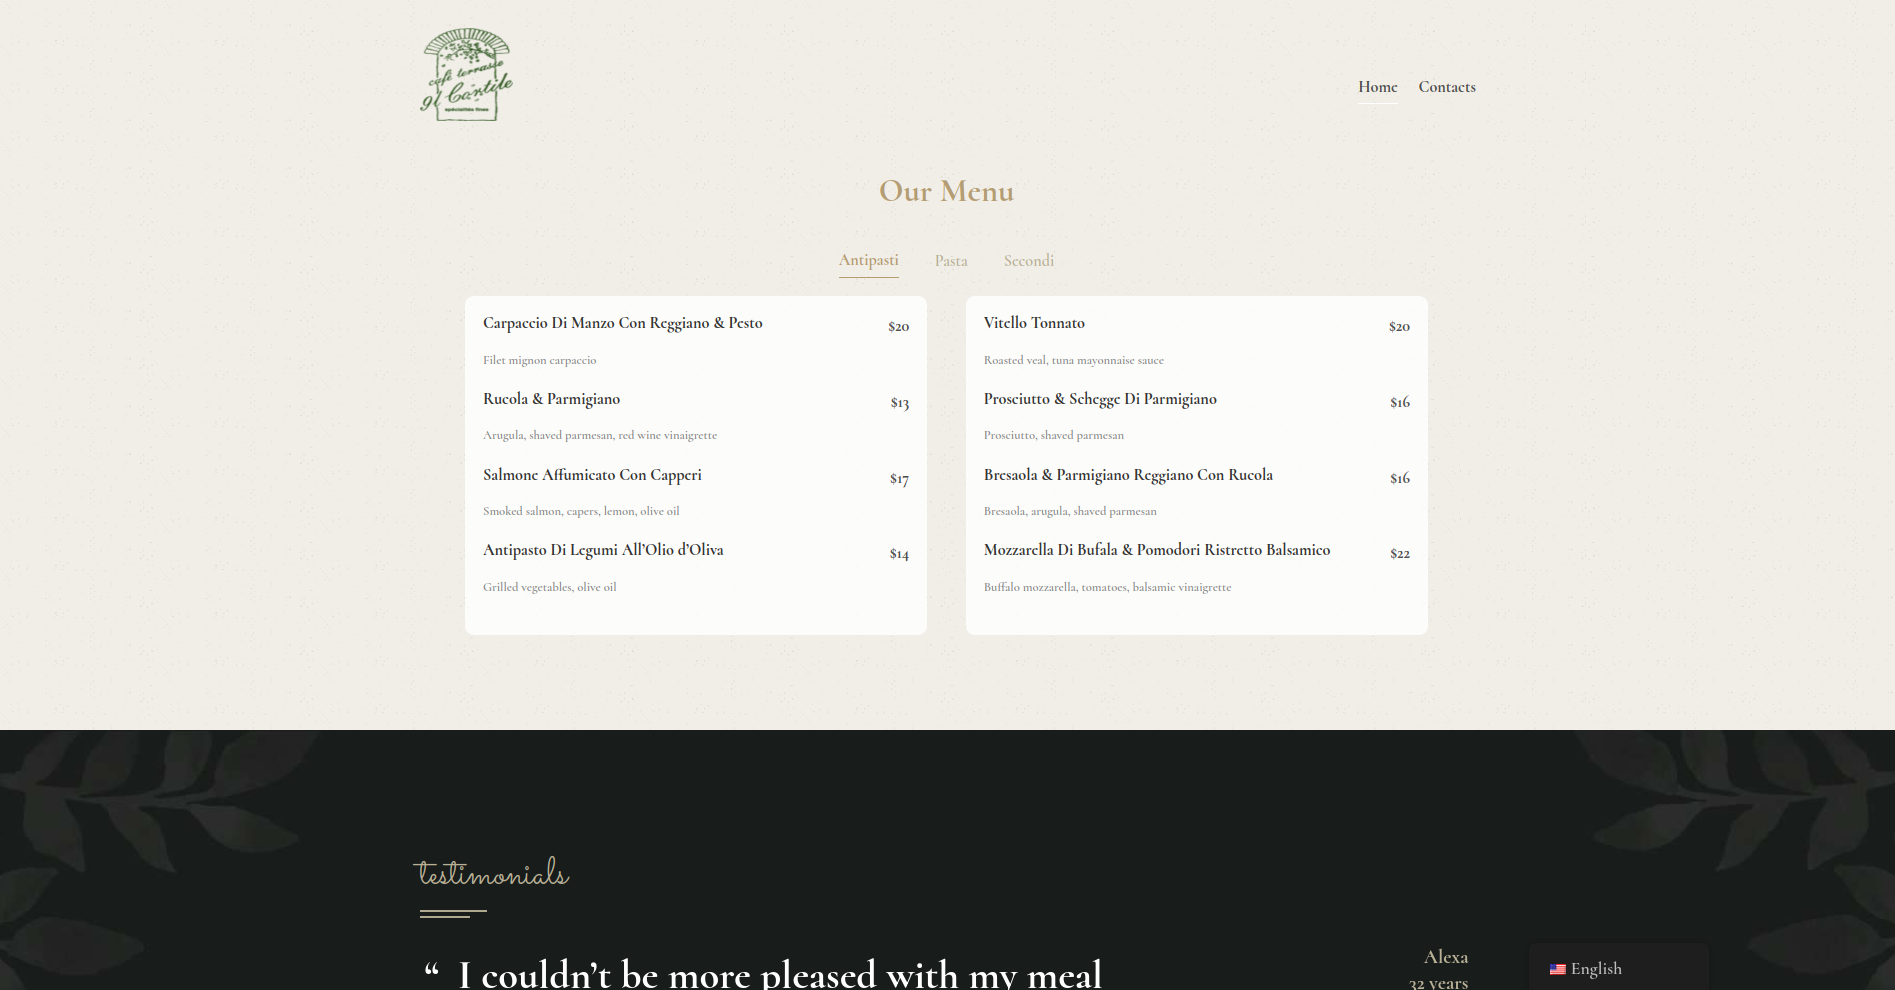 café terrasse
Il Cortile
spécialités fines
Home
Contacts
Our Menu
Antipasti
Pasta
Secondi
Carpaccio Di Manzo Con Reggiano & Pesto
$20
Filet mignon carpaccio
Rucola & Parmigiano
$13
Arugula, shaved parmesan, red wine vinaigrette
Salmone Affumicato Con Capperi
$17
Smoked salmon, capers, lemon, olive oil
Antipasto Di Legumi All’Olio d’Oliva
$14
Grilled vegetables, olive oil
Vitello Tonnato
$20
Roasted veal, tuna mayonnaise sauce
Prosciutto & Schegge Di Parmigiano
$16
Prosciutto, shaved parmesan
Bresaola & Parmigiano Reggiano Con Rucola
$16
Bresaola, arugula, shaved parmesan
Mozzarella Di Bufala & Pomodori Ristretto Balsamico
$22
Buffalo mozzarella, tomatoes, balsamic vinaigrette
testimonials
“ I couldn’t be more pleased with my meal
Alexa
32 years
English